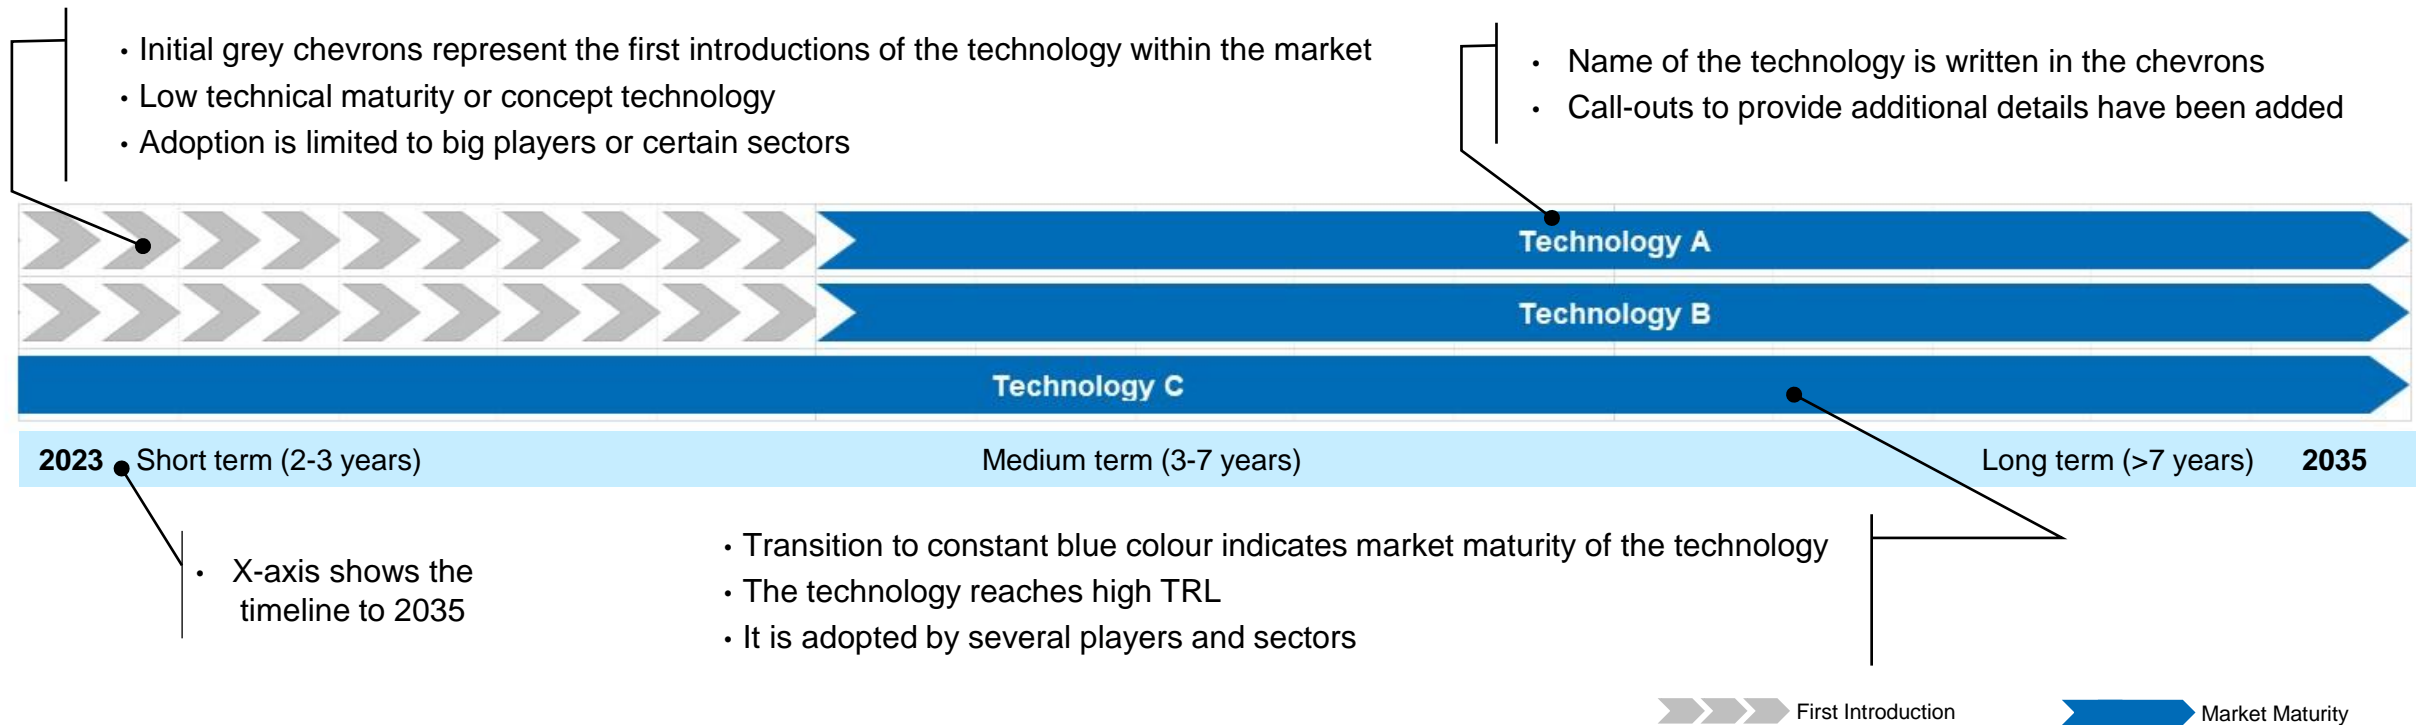 • Initial grey chevrons represent the first introductions of the technology within the market
• Low technical maturity or concept technology
• Adoption is limited to big players or certain sectors
• Name of the technology is written in the chevrons
• Call-outs to provide additional details have been added
Technology A
Technology B
Technology C
2023 Short term (2-3 years) Medium term (3-7 years) Long term (>7 years) 2035
• X-axis shows the
timeline to 2035
• Transition to constant blue colour indicates market maturity of the technology
• The technology reaches high TRL
• It is adopted by several players and sectors
First Introduction Market Maturity